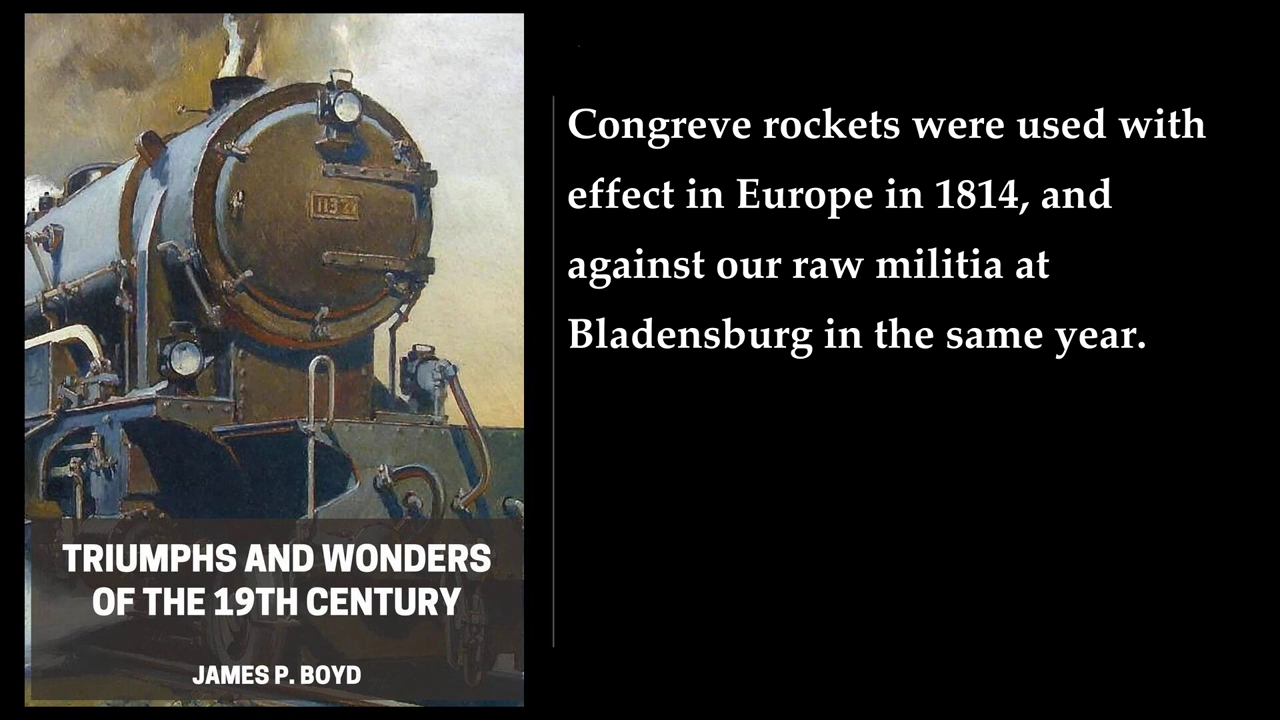 Congreve rockets were used with
effect in Europe in 1814, and
against our raw militia at
Bladensburg in the same year.
TRIUMPHS AND WONDERS
OF THE 19TH CENTURY
JAMES P. BOYD